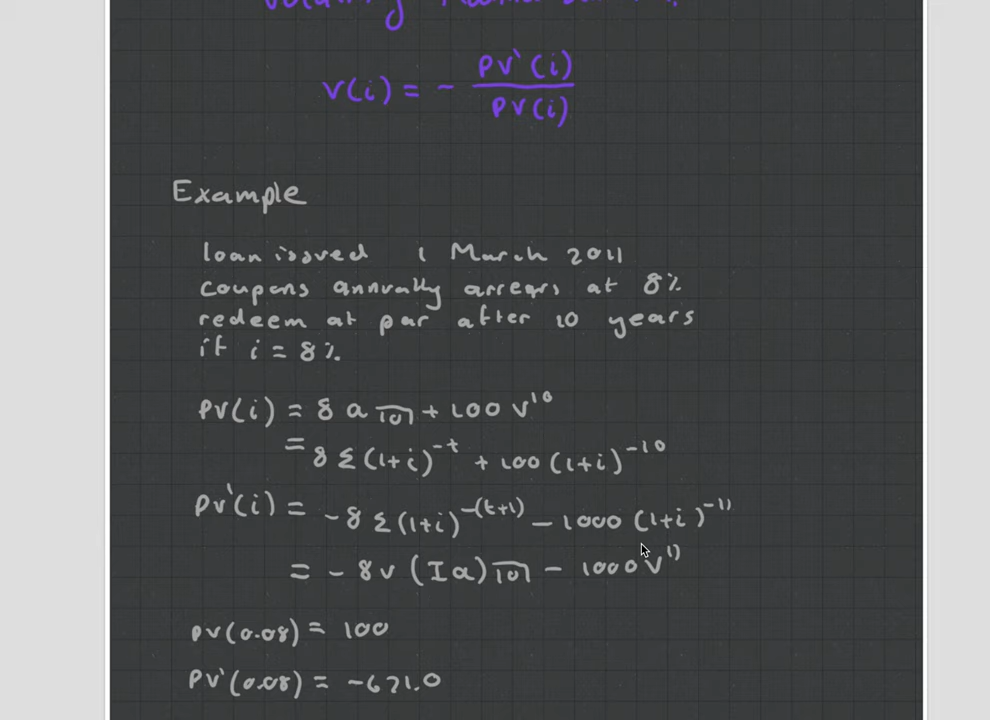 V(i) = - PV'(i) / PV(i)
Example
loan issued 1 March 2011
coupons annually arrears at 8%
redeem at par after 10 years
if i = 8%
PV(i) = 8 a 10⌉ + 100 V^10
= 8 Σ (1+i)^-t + 100 (1+i)^-10
PV'(i) = -8 Σ (1+i)^-(t+1) - 1000 (1+i)^-11
= - 8v (Ia) 10⌉ - 1000 V^11
PV(0.08) = 100
PV'(0.08) = -671.0